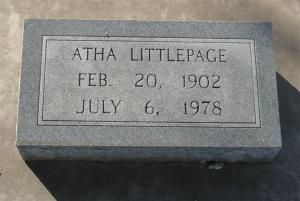 ATHA LITTLEPAGE
FEB. 20, 1902
JULY 6, 1978